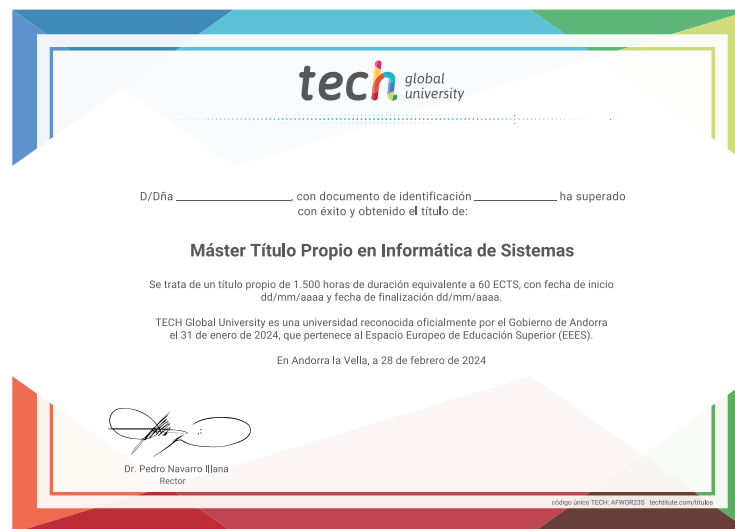 tech global
university
D/Dña ____________________, con documento de identificación ______________ ha superado
con éxito y obtenido el título de:
Máster Título Propio en Informática de Sistemas
Se trata de un título propio de 1.500 horas de duración equivalente a 60 ECTS, con fecha de inicio
dd/mm/aaaa y fecha de finalización dd/mm/aaaa.
TECH Global University es una universidad reconocida oficialmente por el Gobierno de Andorra
el 31 de enero de 2024, que pertenece al Espacio Europeo de Educación Superior (EEES).
En Andorra la Vella, a 28 de febrero de 2024
Dr. Pedro Navarro Illana
Rector
código único TECH: AFWOR23S techtitute.com/titulos